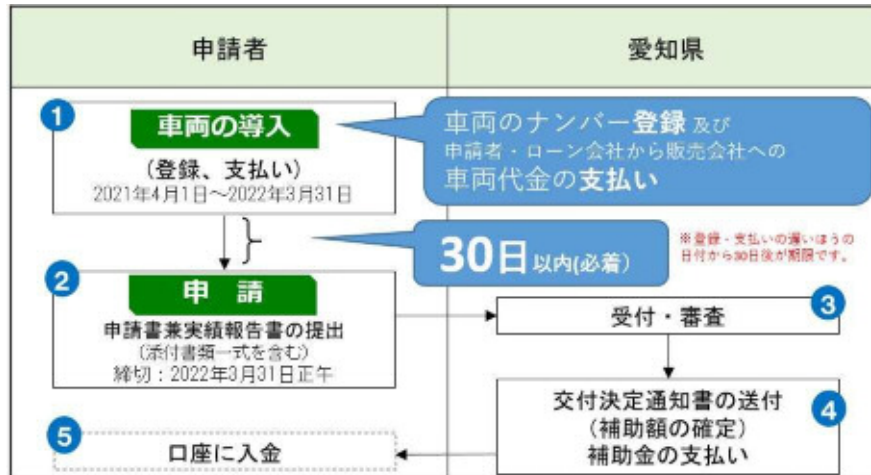 申請者
愛知県
1
車両の導入
(登録、支払い)
2021年4月1日～2022年3月31日
車両のナンバー登録 及び
申請者・ローン会社から販売会社への
車両代金の支払い
30日以内(必着)
※登録・支払いの遅いほうの
日付から30日後が期限です。
2
申 請
申請書兼実績報告書の提出
(添付書類一式を含む)
締切：2022年3月31日正午
3
受付・審査
4
交付決定通知書の送付
(補助額の確定)
補助金の支払い
5
口座に入金